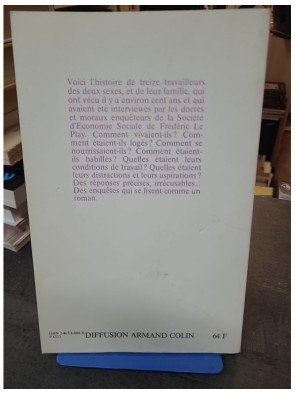 Voici l'histoire de treize travailleurs
des deux sexes, et de leur famille, qui
ont vécu il y a environ cent ans et qui
avaient été interviewés par les doctes
et moraux enquêteurs de la Société
d'Economie Sociale de Frédéric Le
Play. Comment vivaient-ils? Com-
ment étaient-ils logés? Comment se
nourrissaient-ils? Comment étaient-
ils habillés? Quelles étaient leurs
conditions de travail? Quelles étaient
leurs distractions et leurs aspirations?
Des réponses précises, irrécusables...
Des enquêtes qui se lisent comme un
roman.
DIFFUSION ARMAND COLIN 64 F